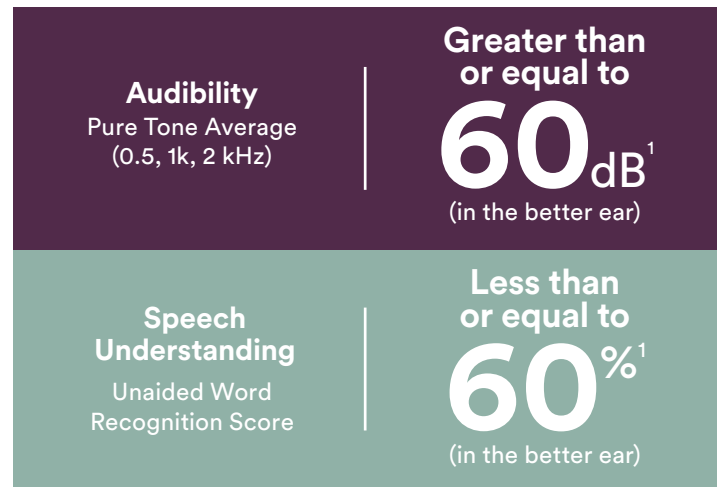 Audibility
Pure Tone Average
(0.5, 1k, 2 kHz)
Greater than
or equal to
60dB¹
(in the better ear)
Speech
Understanding
Unaided Word
Recognition Score
Less than
or equal to
60%¹
(in the better ear)